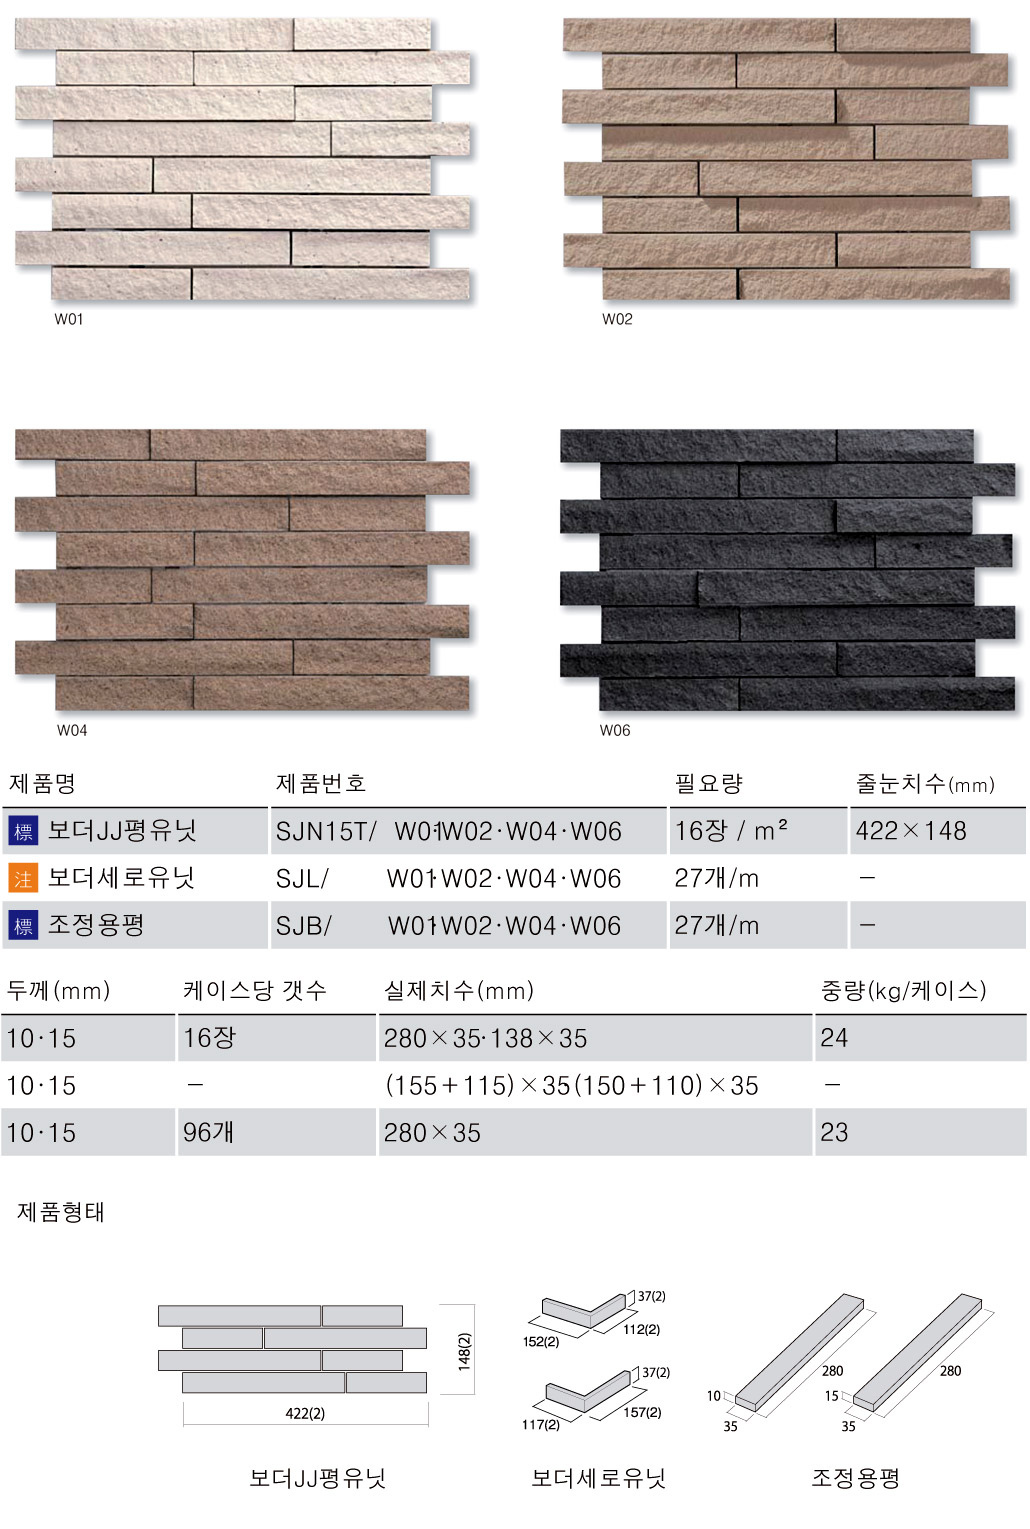 W01 W02
W04 W06
제품명 제품번호 필요량 줄눈치수(mm)
標 보더JJ평유닛 SJN15T/ W01·W02·W04·W06 16장 / m² 422×148
注 보더세로유닛 SJL/ W01·W02·W04·W06 27개/m −
標 조정용평 SJB/ W01·W02·W04·W06 27개/m −
두께(mm) 케이스당 갯수 실제치수(mm) 중량(kg/케이스)
10·15 16장 280×35·138×35 24
10·15 − (155+115)×35·(150+110)×35 −
10·15 96개 280×35 23
제품형태
148(2)
422(2)
37(2)
152(2) 112(2)
37(2)
117(2) 157(2)
280 280
10 15
35 35
보더JJ평유닛 보더세로유닛 조정용평